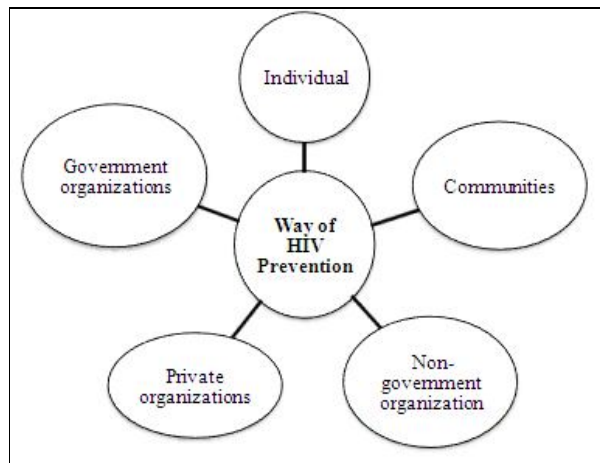 Individual
Government
organizations
Communities
Way of
HIV
Prevention
Private
organizations
Non-
government
organization